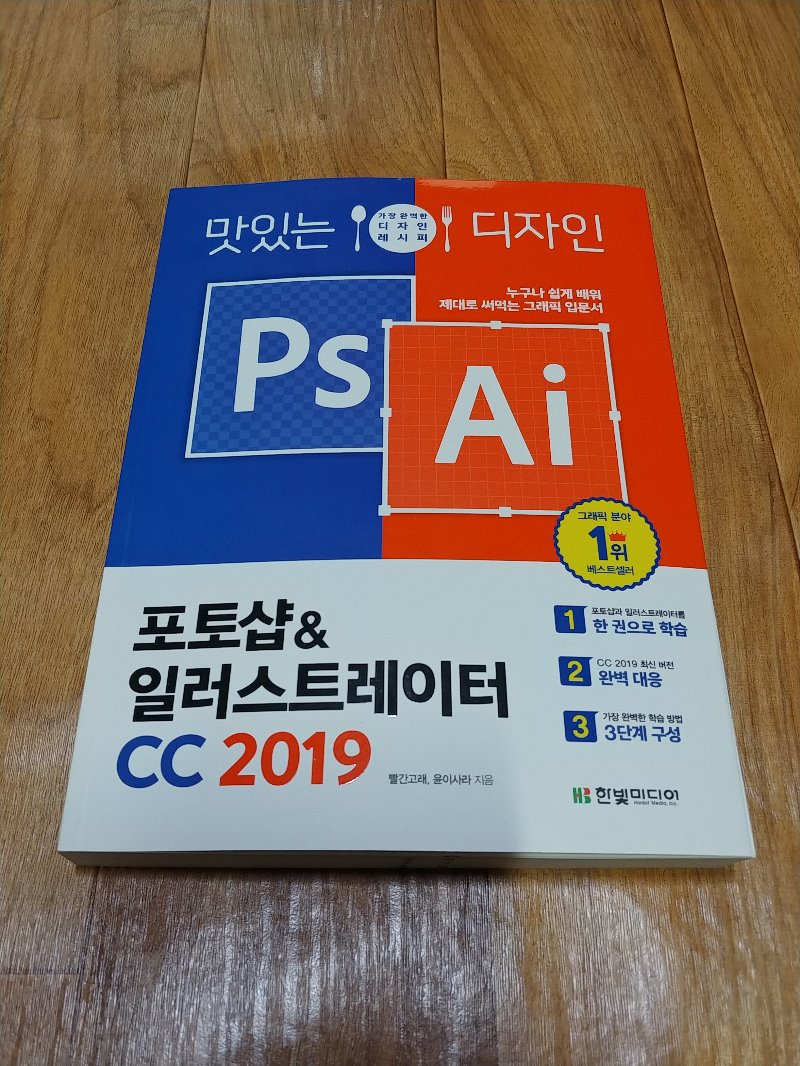 맛있는 디자인
가장 완벽한
디자인
레시피
누구나 쉽게 배워
제대로 써먹는 그래픽 입문서
Ps
Ai
그래픽 분야
1위
베스트셀러
포토샵&
일러스트레이터
CC 2019
빨간고래, 윤이사라 지음
1 포토샵과 일러스트레이터를
한 권으로 학습
2 CC 2019 최신 버전
완벽 대응
3 가장 완벽한 학습 방법
3단계 구성
HB 한빛미디어
Hanbit Media, Inc.